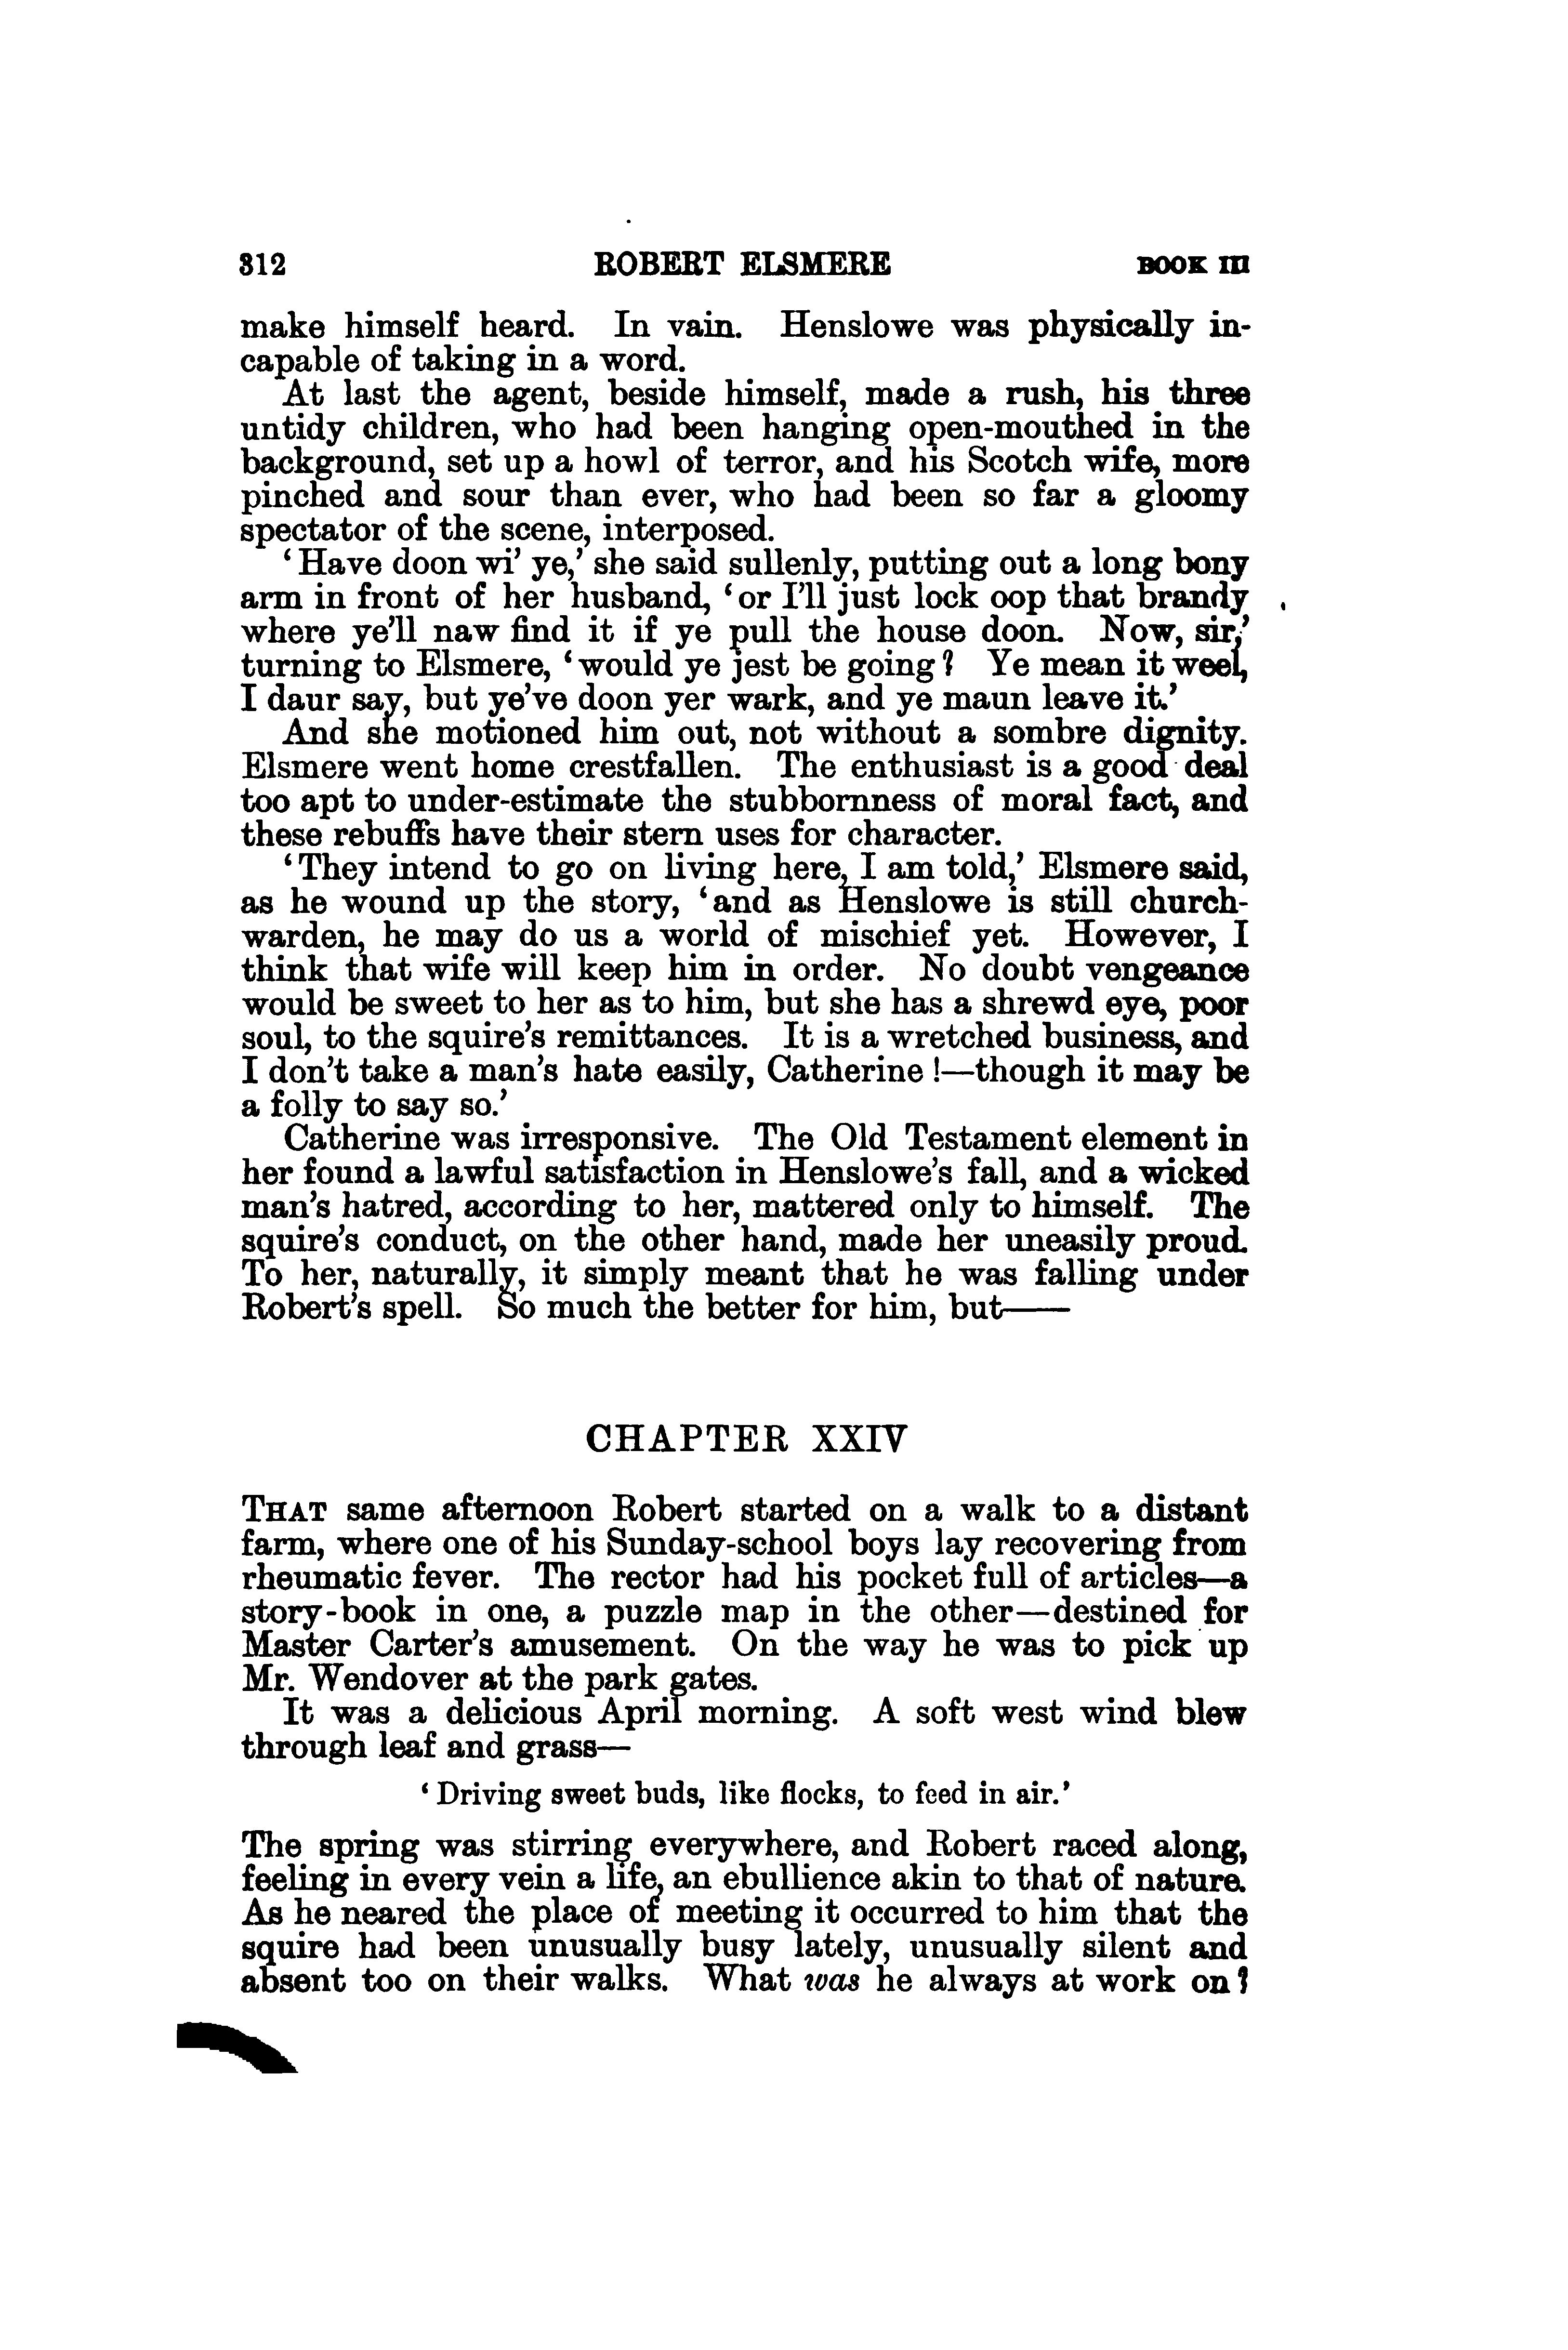 312 ROBERT ELSMERE BOOK III
make himself heard. In vain. Henslowe was physically in-
capable of taking in a word.
At last the agent, beside himself, made a rush, his three
untidy children, who had been hanging open-mouthed in the
background, set up a howl of terror, and his Scotch wife, more
pinched and sour than ever, who had been so far a gloomy
spectator of the scene, interposed.
‘Have doon wi’ ye,’ she said sullenly, putting out a long bony
arm in front of her husband, ‘or I’ll just lock oop that brandy
where ye’ll naw find it if ye pull the house doon. Now, sir,’
turning to Elsmere, ‘would ye jest be going? Ye mean it weel,
I daur say, but ye’ve doon yer wark, and ye maun leave it.’
And she motioned him out, not without a sombre dignity.
Elsmere went home crestfallen. The enthusiast is a good deal
too apt to under-estimate the stubbornness of moral fact, and
these rebuffs have their stern uses for character.
‘They intend to go on living here, I am told,’ Elsmere said,
as he wound up the story, ‘and as Henslowe is still church-
warden, he may do us a world of mischief yet. However, I
think that wife will keep him in order. No doubt vengeance
would be sweet to her as to him, but she has a shrewd eye, poor
soul, to the squire’s remittances. It is a wretched business, and
I don’t take a man’s hate easily, Catherine!—though it may be
a folly to say so.’
Catherine was irresponsive. The Old Testament element in
her found a lawful satisfaction in Henslowe’s fall, and a wicked
man’s hatred, according to her, mattered only to himself. The
squire’s conduct, on the other hand, made her uneasily proud.
To her, naturally, it simply meant that he was falling under
Robert’s spell. So much the better for him, but——
CHAPTER XXIV
THAT same afternoon Robert started on a walk to a distant
farm, where one of his Sunday-school boys lay recovering from
rheumatic fever. The rector had his pocket full of articles—a
story-book in one, a puzzle map in the other—destined for
Master Carter’s amusement. On the way he was to pick up
Mr. Wendover at the park gates.
It was a delicious April morning. A soft west wind blew
through leaf and grass—
‘Driving sweet buds, like flocks, to feed in air.’
The spring was stirring everywhere, and Robert raced along,
feeling in every vein a life, an ebullience akin to that of nature.
As he neared the place of meeting it occurred to him that the
squire had been unusually busy lately, unusually silent and
absent too on their walks. What was he always at work on?